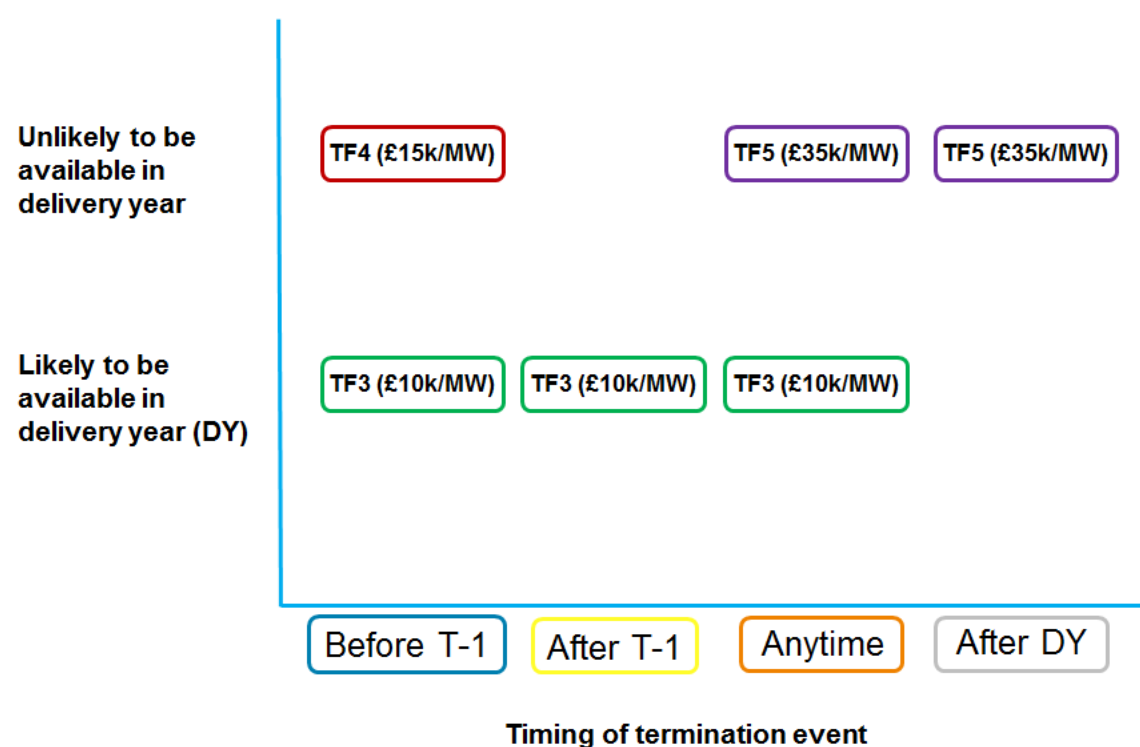 Unlikely to be
available in
delivery year
TF4 (£15k/MW)
TF5 (£35k/MW)
TF5 (£35k/MW)
Likely to be
available in
delivery year (DY)
TF3 (£10k/MW)
TF3 (£10k/MW)
TF3 (£10k/MW)
Before T-1
After T-1
Anytime
After DY
Timing of termination event